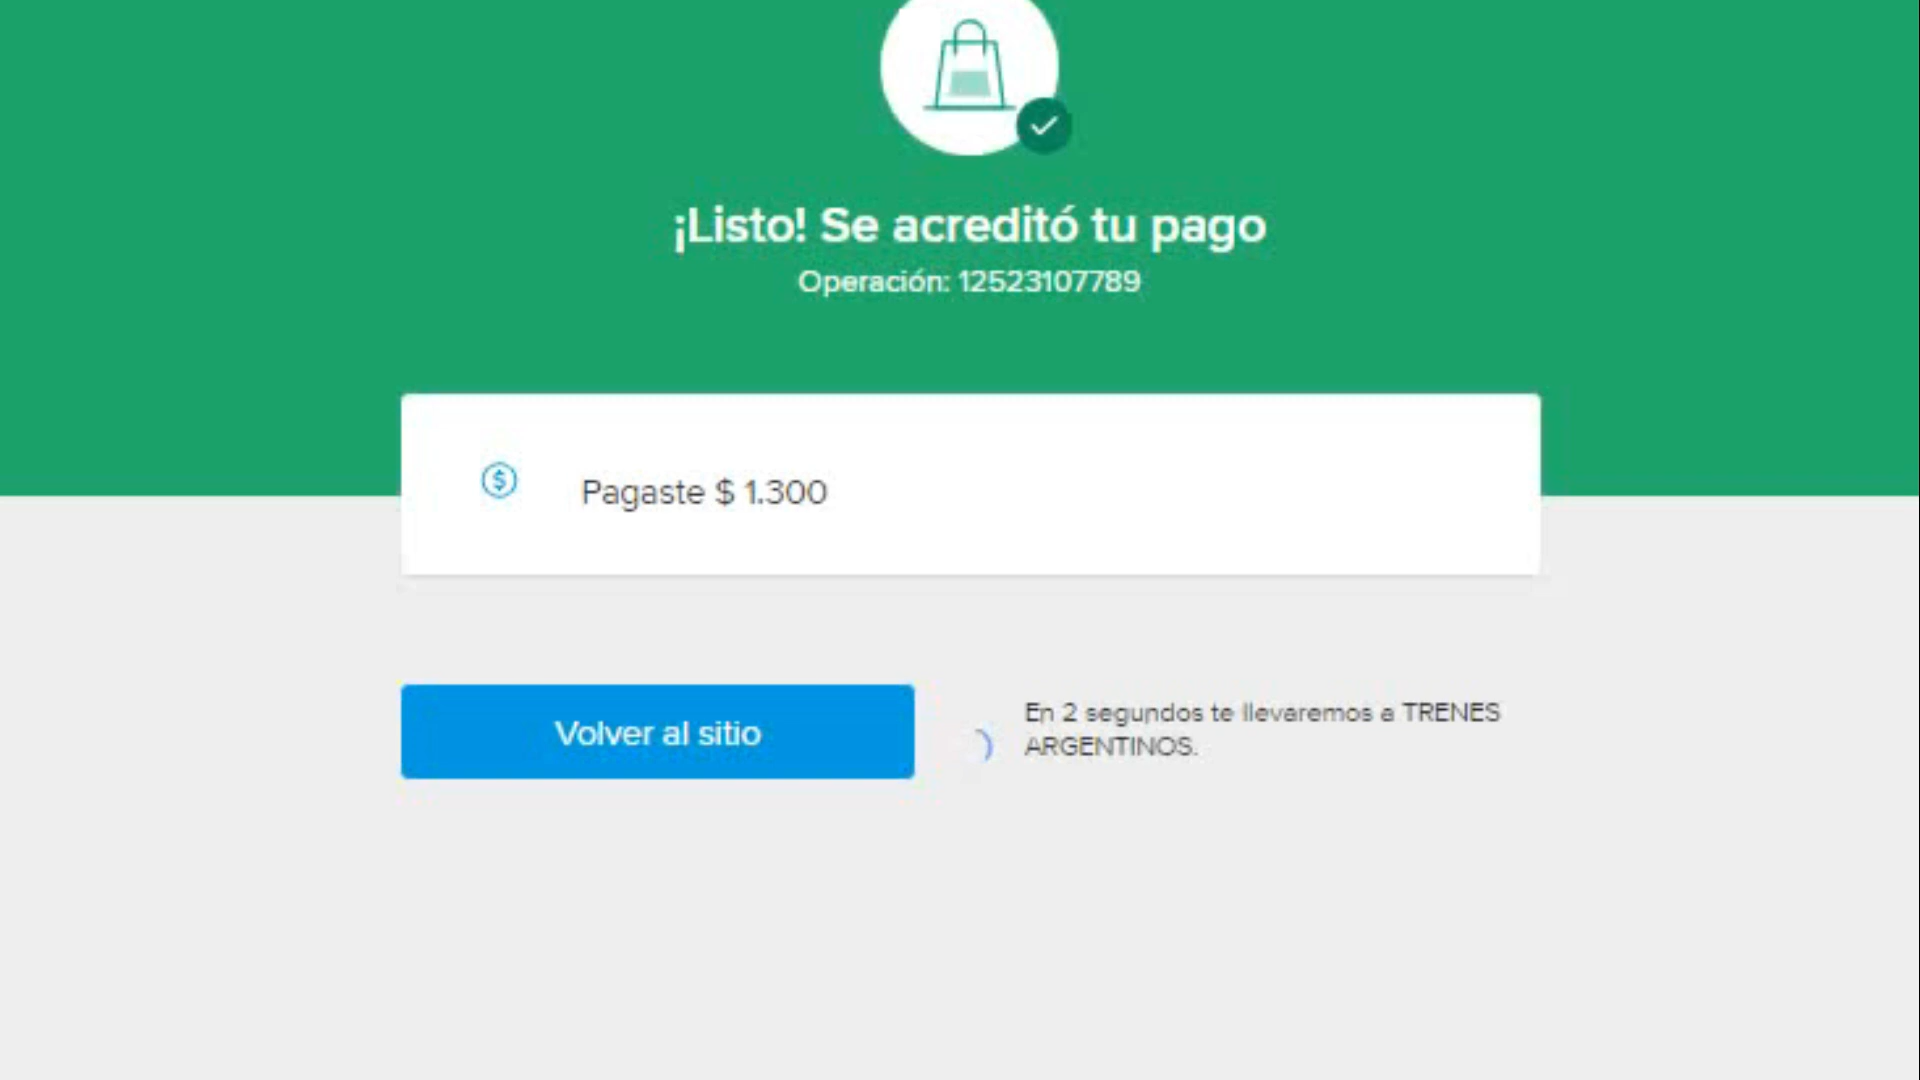 ¡Listo! Se acreditó tu pago
Operación: 12523107789
Pagaste $ 1.300
Volver al sitio
En 2 segundos te llevaremos a TRENES
ARGENTINOS.